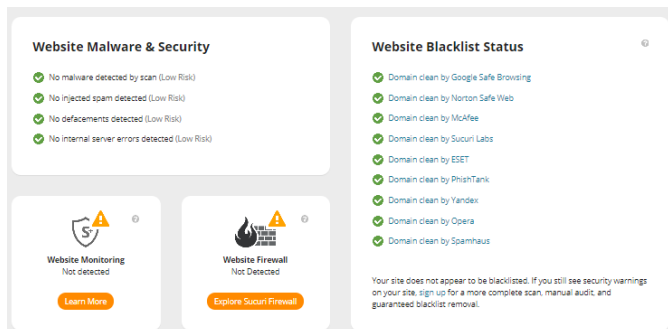 Website Malware & Security
No malware detected by scan (Low Risk)
No injected spam detected (Low Risk)
No defacements detected (Low Risk)
No internal server errors detected (Low Risk)
Website Monitoring
Not detected
Learn More
Website Firewall
Not Detected
Explore Sucuri Firewall
Website Blacklist Status
Domain clean by Google Safe Browsing
Domain clean by Norton Safe Web
Domain clean by McAfee
Domain clean by Sucuri Labs
Domain clean by ESET
Domain clean by PhishTank
Domain clean by Yandex
Domain clean by Opera
Domain clean by Spamhaus
Your site does not appear to be blacklisted. If you still see security warnings
on your site, sign up for a more complete scan, manual audit, and
guaranteed blacklist removal.